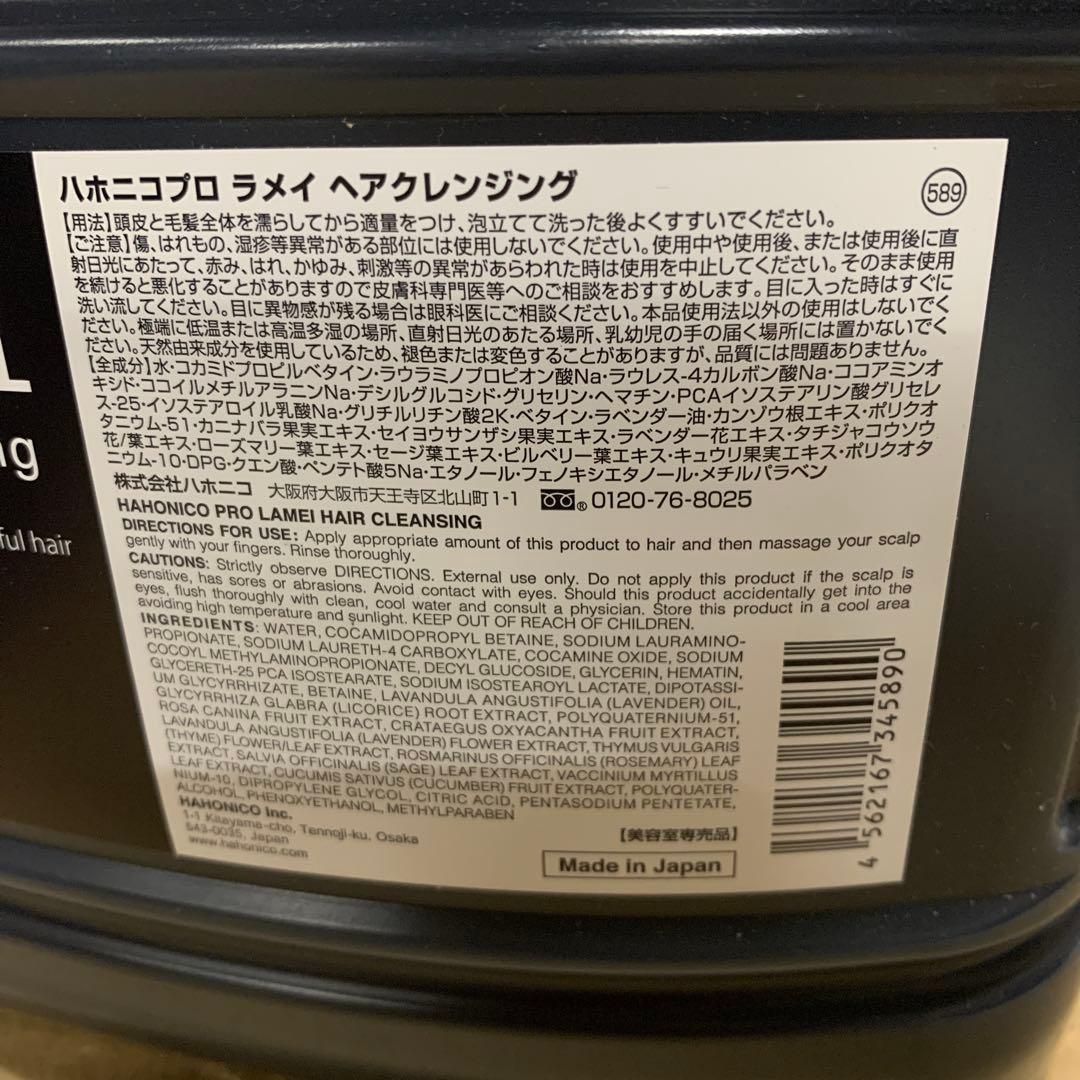 ハホニコプロ ラメイ ヘアクレンジング
589
【用法】頭皮と毛髪全体を濡らしてから適量をつけ、泡立てて洗った後よくすすいでください。
【ご注意】傷、はれもの、湿疹等異常がある部位には使用しないでください。使用中や使用後、または使用後に直
射日光にあたって、赤み、はれ、かゆみ、刺激等の異常があらわれた時は使用を中止してください。そのまま使用
を続けると悪化することがありますので皮膚科専門医等へのご相談をおすすめします。目に入った時はすぐに
洗い流してください。目に異物感が残る場合は眼科医にご相談ください。本品使用法以外の使用はしないでく
ださい。極端に低温または高温多湿の場所、直射日光のあたる場所、乳幼児の手の届く場所には置かないでく
ださい。天然由来成分を使用しているため、褪色または変色することがありますが、品質には問題ありません。
【全成分】水・コカミドプロピルベタイン・ラウラミノプロピオン酸Na・ラウレス-4カルボン酸Na・ココアミンオ
キシド・ココイルメチルアラニンNa・デシルグルコシド・グリセリン・ヘマチン・PCAイソステアリン酸グリセレ
ス-25・イソステアロイル乳酸Na・グリチルリチン酸2K・ベタイン・ラベンダー油・カンゾウ根エキス・ポリクオ
タニウム-51・カニナバラ果実エキス・セイヨウサンザシ果実エキス・ラベンダー花エキス・タチジャコウソウ
花/葉エキス・ローズマリー葉エキス・セージ葉エキス・ビルベリー葉エキス・キュウリ果実エキス・ポリクオタ
ニウム-10・DPG・クエン酸・ペンテト酸5Na・エタノール・フェノキシエタノール・メチルパラベン
株式会社ハホニコ 大阪府大阪市天王寺区北山町1-1 ® 0120-76-8025
HAHONICO PRO LAMEI HAIR CLEANSING
DIRECTIONS FOR USE: Apply appropriate amount of this product to hair and then massage your scalp
gently with your fingers. Rinse thoroughly.
CAUTIONS: Strictly observe DIRECTIONS. External use only. Do not apply this product if the scalp is
sensitive, has sores or abrasions. Avoid contact with eyes. Should this product accidentally get into the
eyes, flush thoroughly with clean, cool water and consult a physician. Store this product in a cool area
avoiding high temperature and sunlight. KEEP OUT OF REACH OF CHILDREN.
INGREDIENTS: WATER, COCAMIDOPROPYL BETAINE, SODIUM LAURAMINO-
PROPIONATE, SODIUM LAURETH-4 CARBOXYLATE, COCAMINE OXIDE, SODIUM
COCOYL METHYLAMINOPROPIONATE, DECYL GLUCOSIDE, GLYCERIN, HEMATIN,
GLYCERETH-25 PCA ISOSTEARATE, SODIUM ISOSTEAROYL LACTATE, DIPOTASSI-
UM GLYCYRRHIZATE, BETAINE, LAVANDULA ANGUSTIFOLIA (LAVENDER) OIL,
GLYCYRRHIZA GLABRA (LICORICE) ROOT EXTRACT, POLYQUATERNIUM-51,
ROSA CANINA FRUIT EXTRACT, CRATAEGUS OXYACANTHA FRUIT EXTRACT,
LAVANDULA ANGUSTIFOLIA (LAVENDER) FLOWER EXTRACT, THYMUS VULGARIS
(THYME) FLOWER/LEAF EXTRACT, ROSMARINUS OFFICINALIS (ROSEMARY) LEAF
EXTRACT, SALVIA OFFICINALIS (SAGE) LEAF EXTRACT, VACCINIUM MYRTILLUS
LEAF EXTRACT, CUCUMIS SATIVUS (CUCUMBER) FRUIT EXTRACT, POLYQUATER-
NIUM-10, DIPROPYLENE GLYCOL, CITRIC ACID, PENTASODIUM PENTETATE,
ALCOHOL, PHENOXYETHANOL, METHYLPARABEN
HAHONICO Inc.
1-1 Kitayama-cho, Tennoji-ku, Osaka
543-0035, Japan
www.hahonico.com
【美容室専売品】
Made in Japan
4 562167 345890
1
ng
ful hair